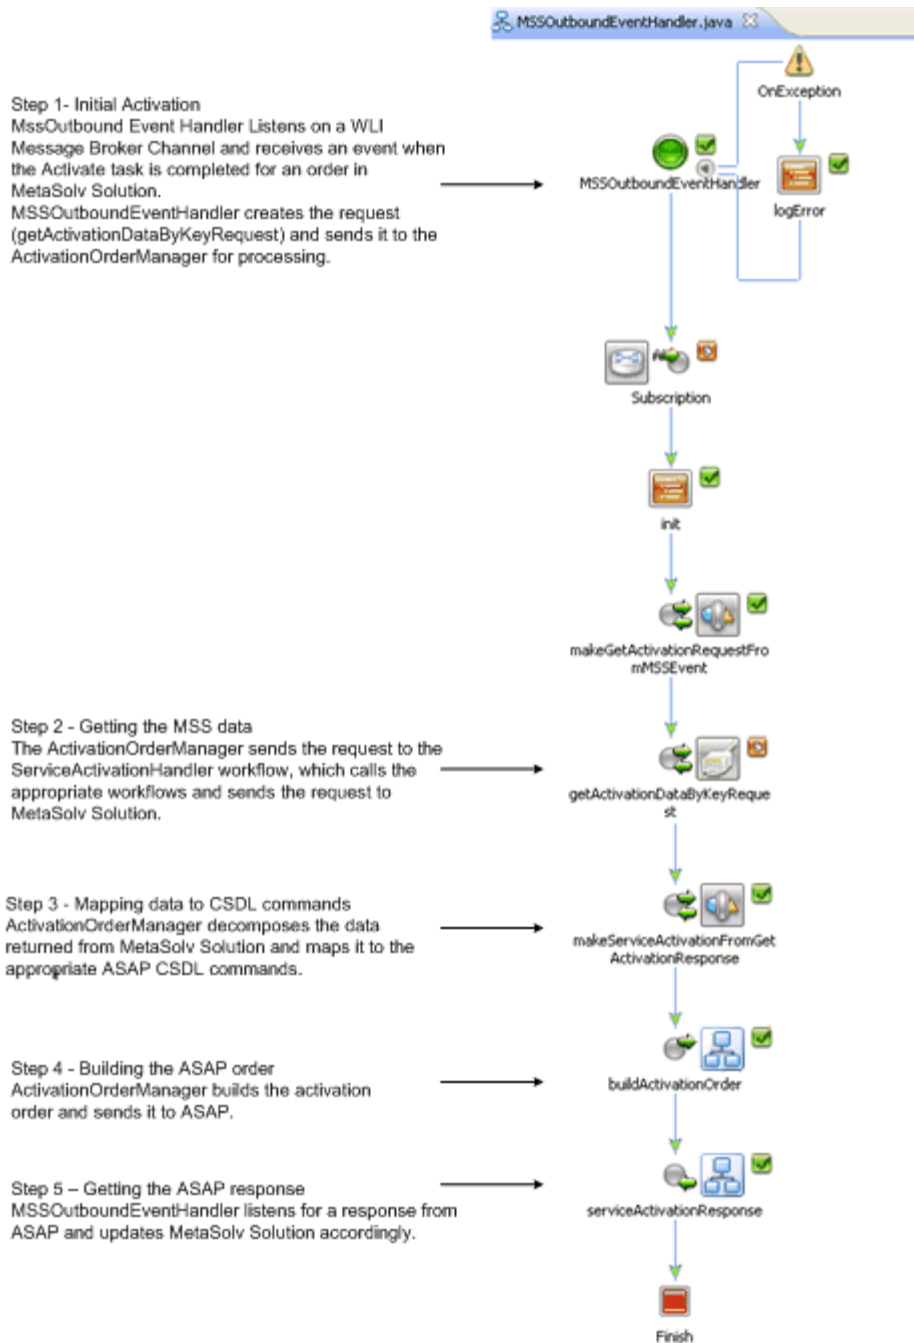 MSSOutboundEventHandler.java
OnException
Step 1- Initial Activation
MssOutbound Event Handler Listens on a WLI
Message Broker Channel and receives an event when
the Activate task is completed for an order in
MetaSolv Solution.
MSSOutboundEventHandler creates the request
(getActivationDataByKeyRequest) and sends it to the
ActivationOrderManager for processing.
MSSOutboundEventHandler
logError
Subscription
init
makeGetActivationRequestFro
mMSSEvent
Step 2 - Getting the MSS data
The ActivationOrderManager sends the request to the
ServiceActivationHandler workflow, which calls the
appropriate workflows and sends the request to
MetaSolv Solution.
getActivationDataByKeyReque
st
Step 3 - Mapping data to CSDL commands
ActivationOrderManager decomposes the data
returned from MetaSolv Solution and maps it to the
appropriate ASAP CSDL commands.
makeServiceActivationFromGet
ActivationResponse
Step 4 - Building the ASAP order
ActivationOrderManager builds the activation
order and sends it to ASAP.
buildActivationOrder
Step 5 – Getting the ASAP response
MSSOutboundEventHandler listens for a response from
ASAP and updates MetaSolv Solution accordingly.
serviceActivationResponse
Finish